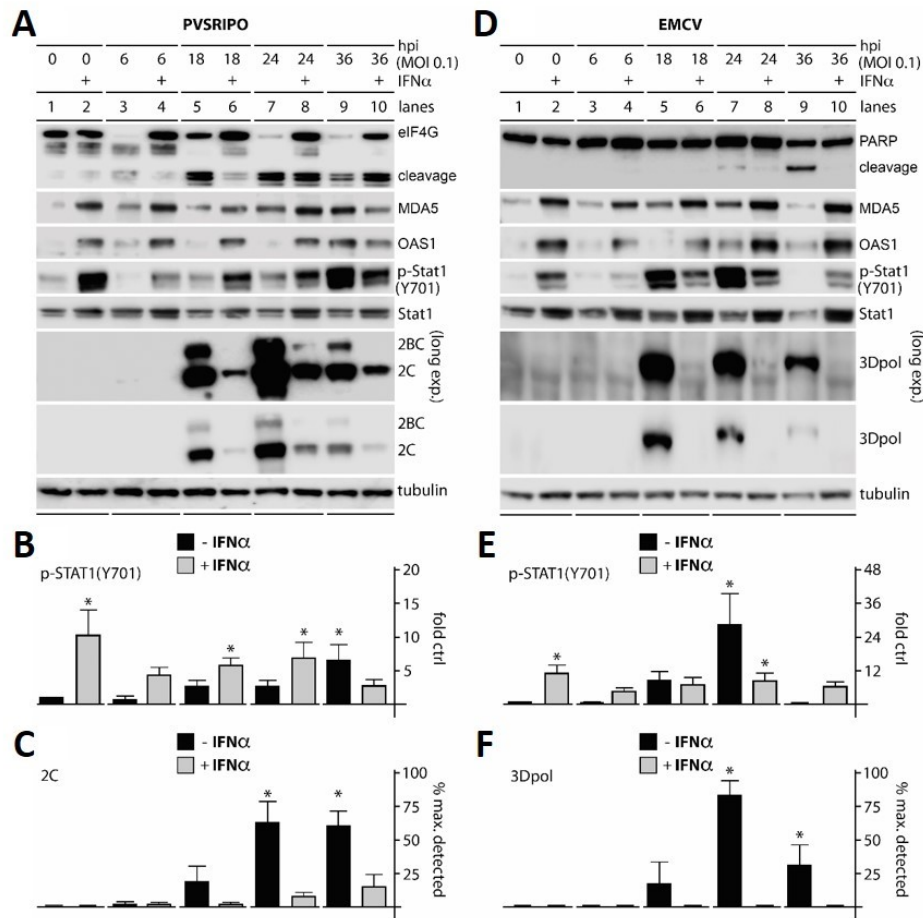 A
PVSRIPO
hpi
0 0 6 6 18 18 24 24 36 36 (MOI 0.1)
+ + + + + IFNα
1 2 3 4 5 6 7 8 9 10 lanes
eIF4G
cleavage
MDA5
OAS1
p-Stat1
(Y701)
Stat1
2BC
2C
(long exp.)
2BC
2C
tubulin
B
- IFNα
+ IFNα
p-STAT1(Y701)
20
15
10
5
fold ctrl
* * * *
C
- IFNα
+ IFNα
2C
100
75
50
25
% max. detected
* *
D
EMCV
hpi
0 0 6 6 18 18 24 24 36 36 (MOI 0.1)
+ + + + + IFNα
1 2 3 4 5 6 7 8 9 10 lanes
PARP
cleavage
MDA5
OAS1
p-Stat1
(Y701)
Stat1
3Dpol
(long exp.)
3Dpol
tubulin
E
- IFNα
+ IFNα
p-STAT1(Y701)
48
36
24
12
fold ctrl
* * *
F
- IFNα
+ IFNα
3Dpol
100
75
50
25
% max. detected
* *